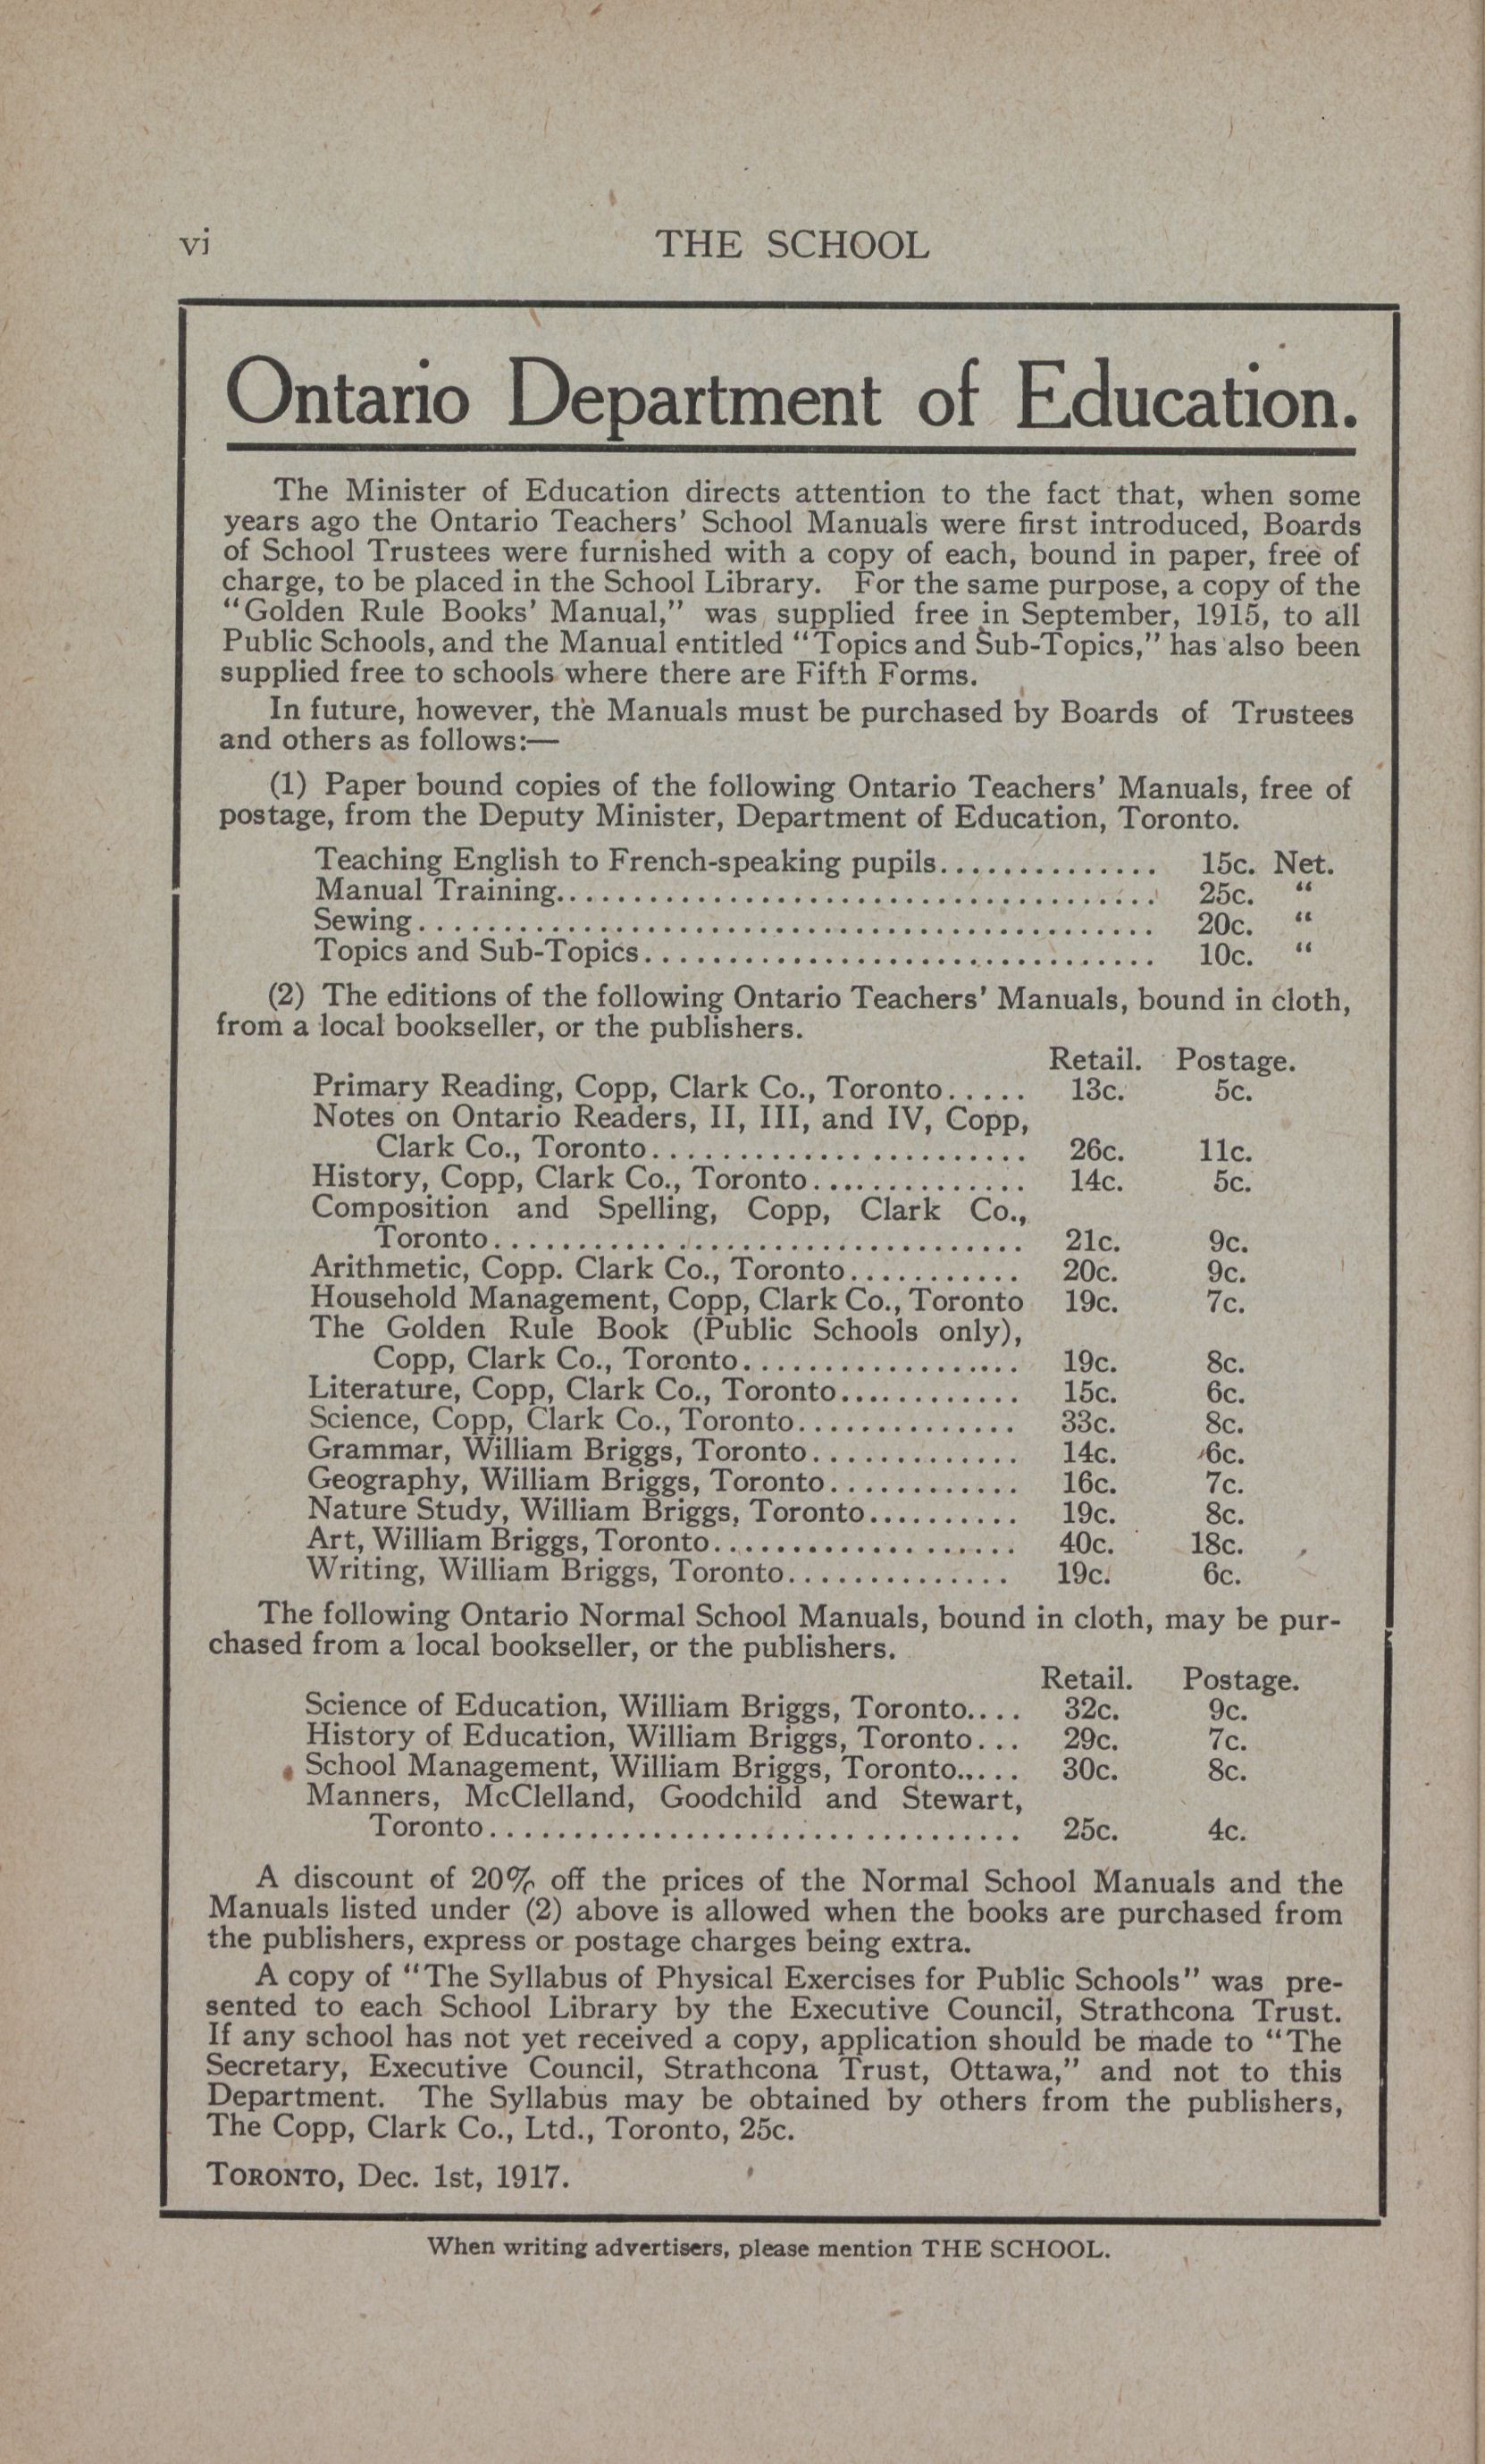 vi
THE SCHOOL
Ontario Department of Education.
The Minister of Education directs attention to the fact that, when some
years ago the Ontario Teachers' School Manuals were first introduced, Boards
of School Trustees were furnished with a copy of each, bound in paper, free of
charge, to be placed in the School Library. For the same purpose, a copy of the
"Golden Rule Books' Manual," was supplied free in September, 1915, to all
Public Schools, and the Manual entitled "Topics and Sub-Topics," has also been
supplied free to schools where there are Fifth Forms.
In future, however, the Manuals must be purchased by Boards of Trustees
and others as follows:—
(1) Paper bound copies of the following Ontario Teachers' Manuals, free of
postage, from the Deputy Minister, Department of Education, Toronto.
Teaching English to French-speaking pupils.............. 15c. Net.
Manual Training.................................... 25c. "
Sewing............................................ 20c. "
Topics and Sub-Topics............................... 10c. "
(2) The editions of the following Ontario Teachers' Manuals, bound in cloth,
from a local bookseller, or the publishers.
Retail. Postage.
Primary Reading, Copp, Clark Co., Toronto..... 13c. 5c.
Notes on Ontario Readers, II, III, and IV, Copp,
Clark Co., Toronto....................... 26c. 11c.
History, Copp, Clark Co., Toronto.............. 14c. 5c.
Composition and Spelling, Copp, Clark Co.,
Toronto................................ 21c. 9c.
Arithmetic, Copp. Clark Co., Toronto........... 20c. 9c.
Household Management, Copp, Clark Co., Toronto 19c. 7c.
The Golden Rule Book (Public Schools only),
Copp, Clark Co., Toronto.................. 19c. 8c.
Literature, Copp, Clark Co., Toronto............ 15c. 6c.
Science, Copp, Clark Co., Toronto.............. 33c. 8c.
Grammar, William Briggs, Toronto............. 14c. 6c.
Geography, William Briggs, Toronto............ 16c. 7c.
Nature Study, William Briggs, Toronto.......... 19c. 8c.
Art, William Briggs, Toronto................... 40c. 18c.
Writing, William Briggs, Toronto.............. 19c. 6c.
The following Ontario Normal School Manuals, bound in cloth, may be pur-
chased from a local bookseller, or the publishers.
Retail. Postage.
Science of Education, William Briggs, Toronto.... 32c. 9c.
History of Education, William Briggs, Toronto... 29c. 7c.
School Management, William Briggs, Toronto..... 30c. 8c.
Manners, McClelland, Goodchild and Stewart,
Toronto................................ 25c. 4c.
A discount of 20% off the prices of the Normal School Manuals and the
Manuals listed under (2) above is allowed when the books are purchased from
the publishers, express or postage charges being extra.
A copy of "The Syllabus of Physical Exercises for Public Schools" was pre-
sented to each School Library by the Executive Council, Strathcona Trust.
If any school has not yet received a copy, application should be made to "The
Secretary, Executive Council, Strathcona Trust, Ottawa," and not to this
Department. The Syllabus may be obtained by others from the publishers,
The Copp, Clark Co., Ltd., Toronto, 25c.
TORONTO, Dec. 1st, 1917.
When writing advertisers, please mention THE SCHOOL.